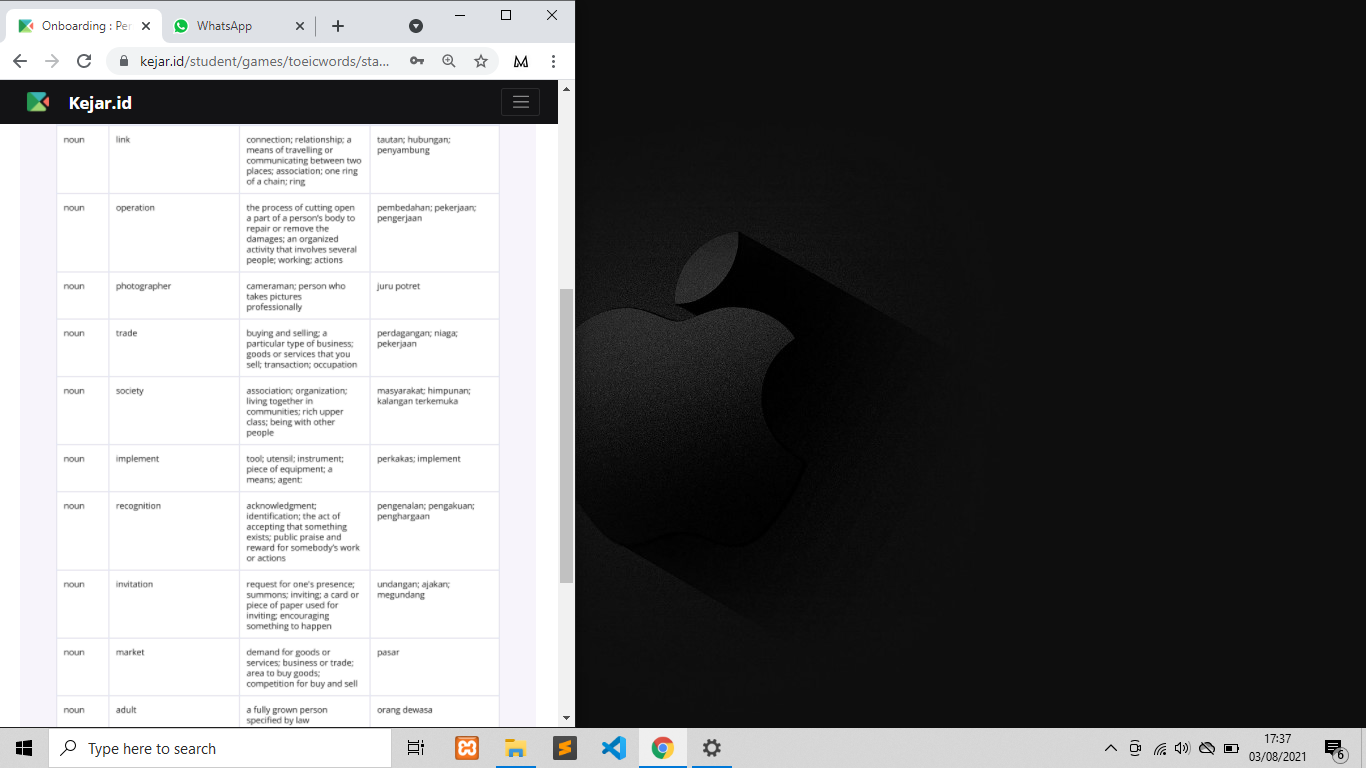 Onboarding : Per
WhatsApp
kejar.id/student/games/toeicwords/sta...
Kejar.id
noun
link
connection; relationship; a
means of travelling or
communicating between two
places; association; one ring
of a chain; ring
tautan; hubungan;
penyambung
noun
operation
the process of cutting open
a part of a person's body to
repair or remove the
damages; an organized
activity that involves several
people; working; actions
pembedahan; pekerjaan;
pengerjaan
noun
photographer
cameraman; person who
takes pictures
professionally
juru potret
noun
trade
buying and selling; a
particular type of business;
goods or services that you
sell; transaction; occupation
perdagangan; niaga;
pekerjaan
noun
society
association; organization;
living together in
communities; rich upper
class; being with other
people
masyarakat; himpunan;
kalangan terkemuka
noun
implement
tool; utensil; instrument;
piece of equipment; a
means; agent:
perkakas; implement
noun
recognition
acknowledgment;
identification; the act of
accepting that something
exists; public praise and
reward for somebody's work
or actions
pengenalan; pengakuan;
penghargaan
noun
invitation
request for one's presence;
summons; inviting; a card or
piece of paper used for
inviting; encouraging
something to happen
undangan; ajakan;
megundang
noun
market
demand for goods or
services; business or trade;
area to buy goods;
competition for buy and sell
pasar
noun
adult
a fully grown person
specified by law
orang dewasa
Type here to search
17:37
03/08/2021
6